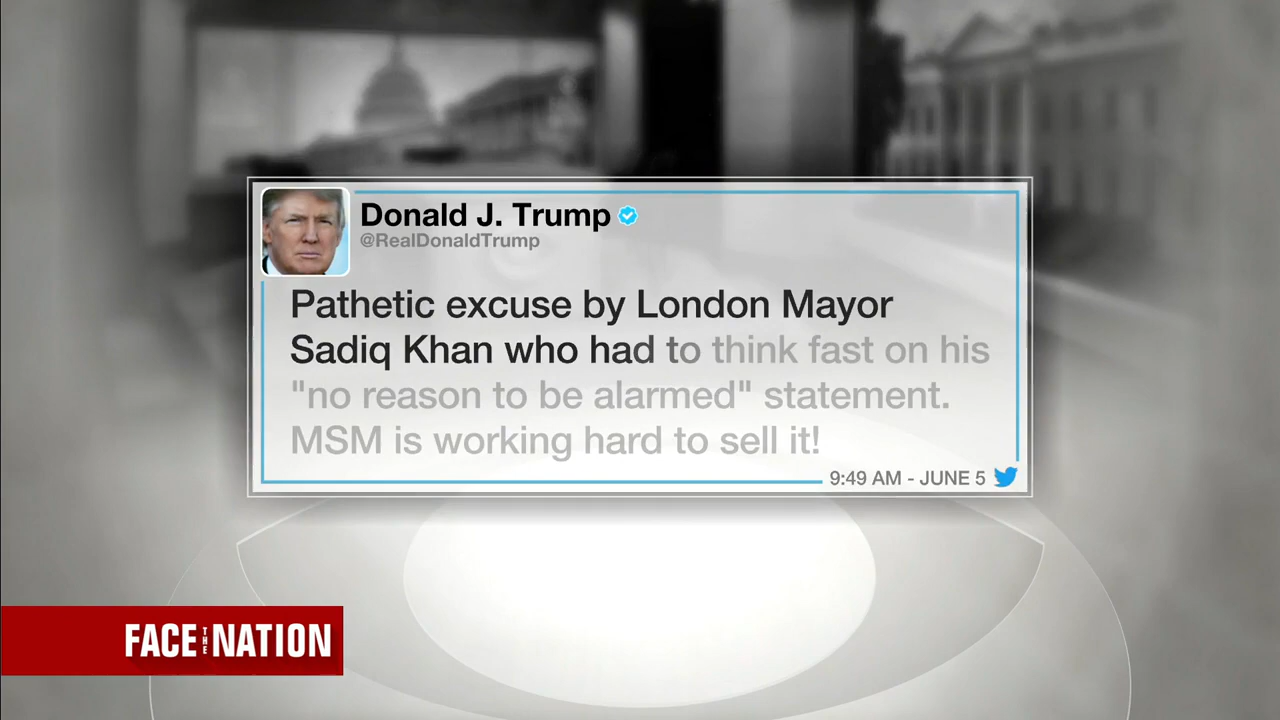 Donald J. Trump
@RealDonaldTrump
Pathetic excuse by London Mayor
Sadiq Khan who had to think fast on his
"no reason to be alarmed" statement.
MSM is working hard to sell it!
9:49 AM - JUNE 5
FACE THE NATION